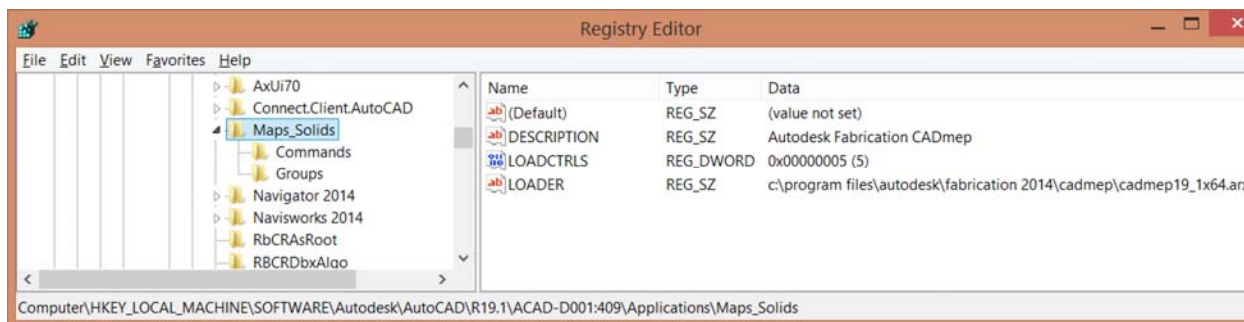 Registry Editor
File Edit View Favorites Help
AxUi70
Connect.Client.AutoCAD
Maps_Solids
Commands
Groups
Navigator 2014
Navisworks 2014
RbCRAsRoot
RBCRDbxAlgo
Name Type Data
(Default) REG_SZ (value not set)
DESCRIPTION REG_SZ Autodesk Fabrication CADmep
LOADCTRLS REG_DWORD 0x00000005 (5)
LOADER REG_SZ c:\program files\autodesk\fabrication 2014\cadmep\cadmep19_1x64.arx
Computer\HKEY_LOCAL_MACHINE\SOFTWARE\Autodesk\AutoCAD\R19.1\ACAD-D001:409\Applications\Maps_Solids